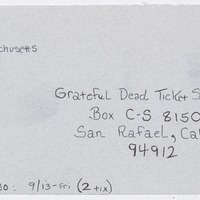 chusetts
Grateful Dead Ticket S
Box C-S 8150
San Rafael, Cal
94912
30: 9/13-fri (2 tix)